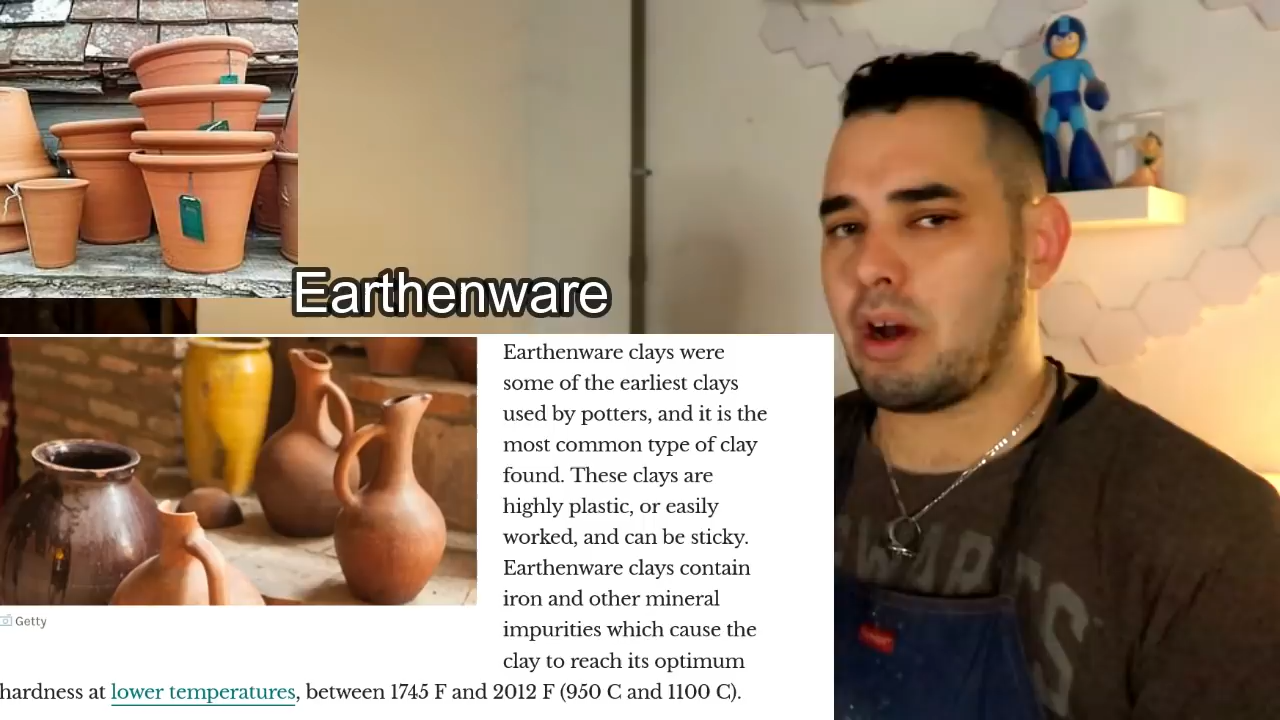 Earthenware
Earthenware clays were
some of the earliest clays
used by potters, and it is the
most common type of clay
found. These clays are
highly plastic, or easily
worked, and can be sticky.
Earthenware clays contain
iron and other mineral
impurities which cause the
clay to reach its optimum
hardness at lower temperatures, between 1745 F and 2012 F (950 C and 1100 C).
Getty